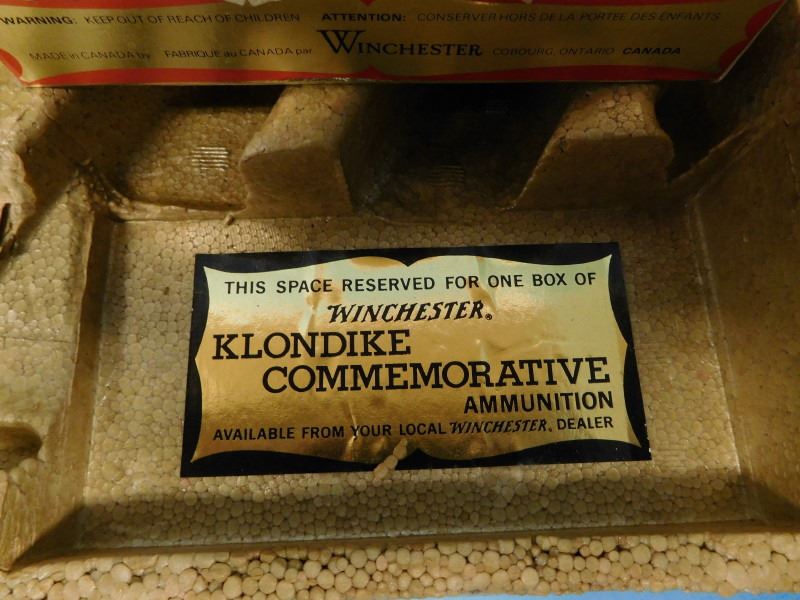 WARNING: KEEP OUT OF REACH OF CHILDREN ATTENTION: CONSERVER HORS DE LA PORTEE DES ENFANTS
MADE in CANADA by FABRIQUE au CANADA par WINCHESTER COBOURG, ONTARIO CANADA
THIS SPACE RESERVED FOR ONE BOX OF
WINCHESTER®
KLONDIKE
COMMEMORATIVE
AMMUNITION
AVAILABLE FROM YOUR LOCAL WINCHESTER® DEALER